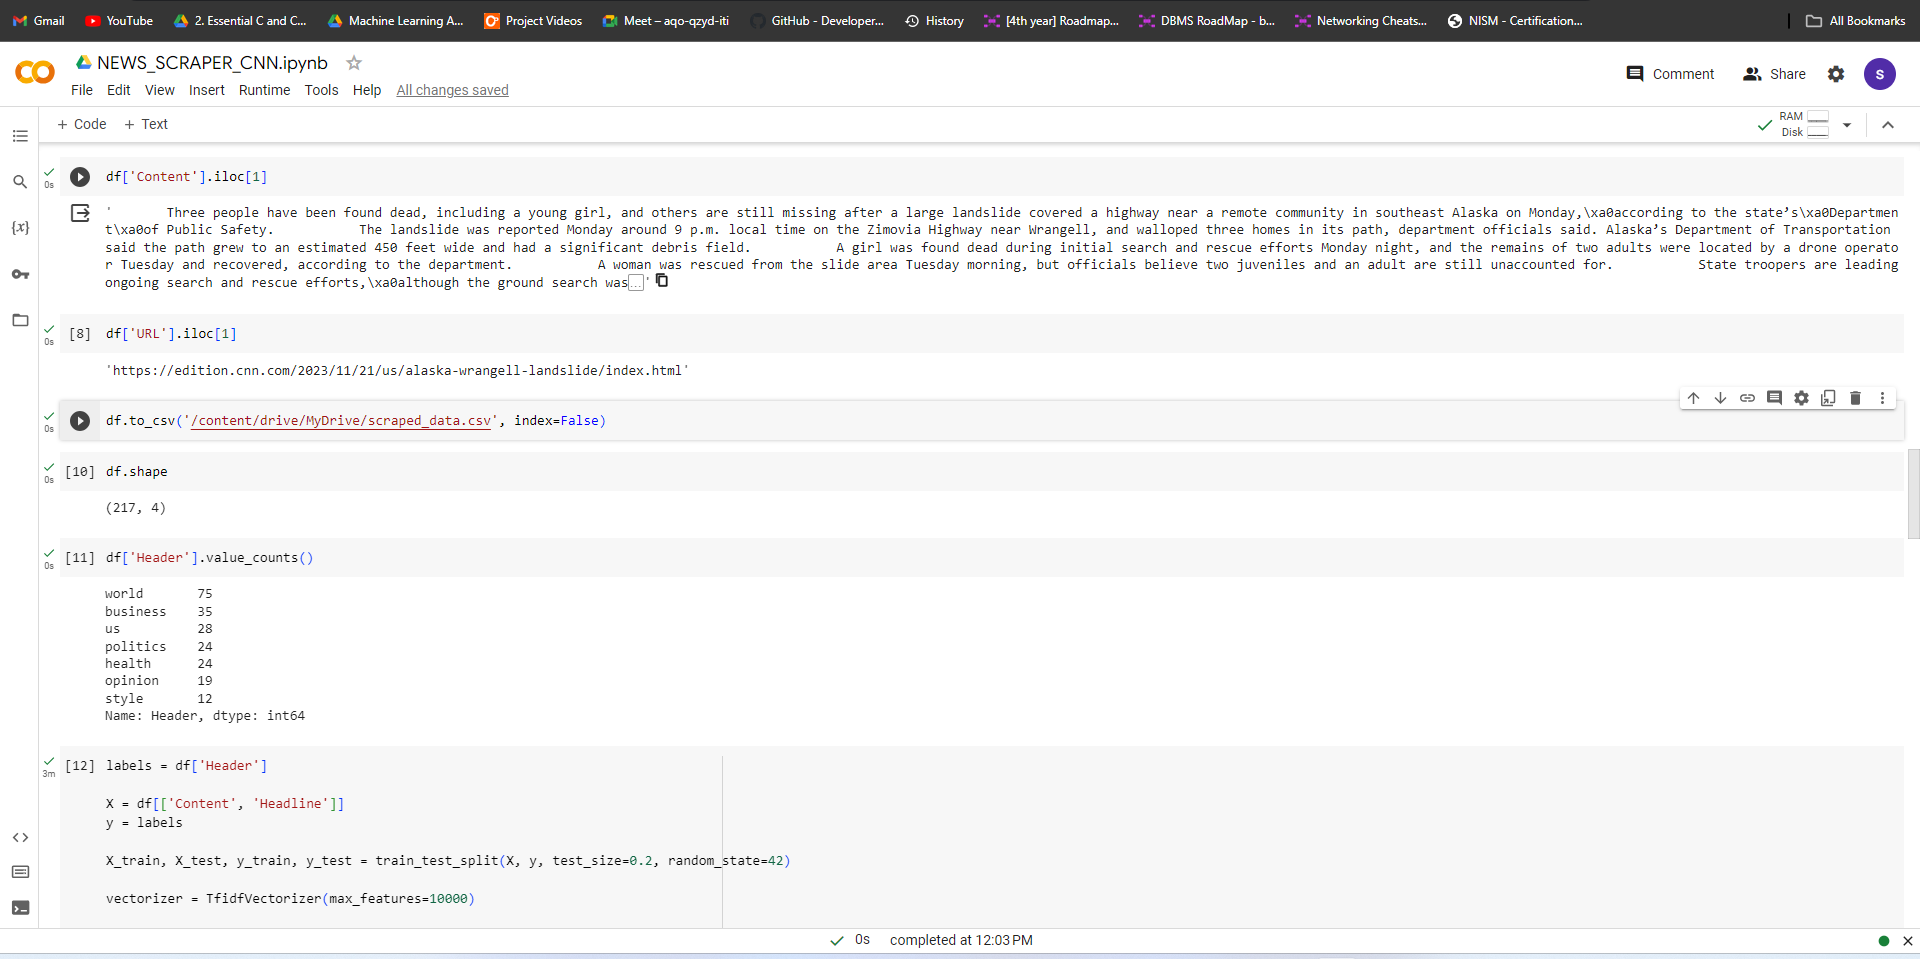 Gmail YouTube 2. Essential C and C... Machine Learning A... Project Videos Meet – aqo-qzyd-iti GitHub - Developer... History [4th year] Roadmap... DBMS RoadMap - b... Networking Cheats... NISM - Certification... All Bookmarks
CO NEWS_SCRAPER_CNN.ipynb
File Edit View Insert Runtime Tools Help All changes saved
Comment Share S
+ Code + Text
RAM
Disk
{x}
df['Content'].iloc[1]
0s
'       Three people have been found dead, including a young girl, and others are still missing after a large landslide covered a highway near a remote community in southeast Alaska on Monday,\xa0according to the state’s\xa0Departmen
t\xa0of Public Safety.           The landslide was reported Monday around 9 p.m. local time on the Zimovia Highway near Wrangell, and walloped three homes in its path, department officials said. Alaska’s Department of Transportation
said the path grew to an estimated 450 feet wide and had a significant debris field.           A girl was found dead during initial search and rescue efforts Monday night, and the remains of two adults were located by a drone operato
r Tuesday and recovered, according to the department.           A woman was rescued from the slide area Tuesday morning, but officials believe two juveniles and an adult are still unaccounted for.           State troopers are leading
ongoing search and rescue efforts,\xa0although the ground search was...'
[8] df['URL'].iloc[1]
0s
'https://edition.cnn.com/2023/11/21/us/alaska-wrangell-landslide/index.html'
df.to_csv('/content/drive/MyDrive/scraped_data.csv', index=False)
0s
[10] df.shape
0s
(217, 4)
[11] df['Header'].value_counts()
0s
world 75
business 35
us 28
politics 24
health 24
opinion 19
style 12
Name: Header, dtype: int64
[12] labels = df['Header']
3m
X = df[['Content', 'Headline']]
y = labels
X_train, X_test, y_train, y_test = train_test_split(X, y, test_size=0.2, random_state=42)
vectorizer = TfidfVectorizer(max_features=10000)
0s completed at 12:03 PM